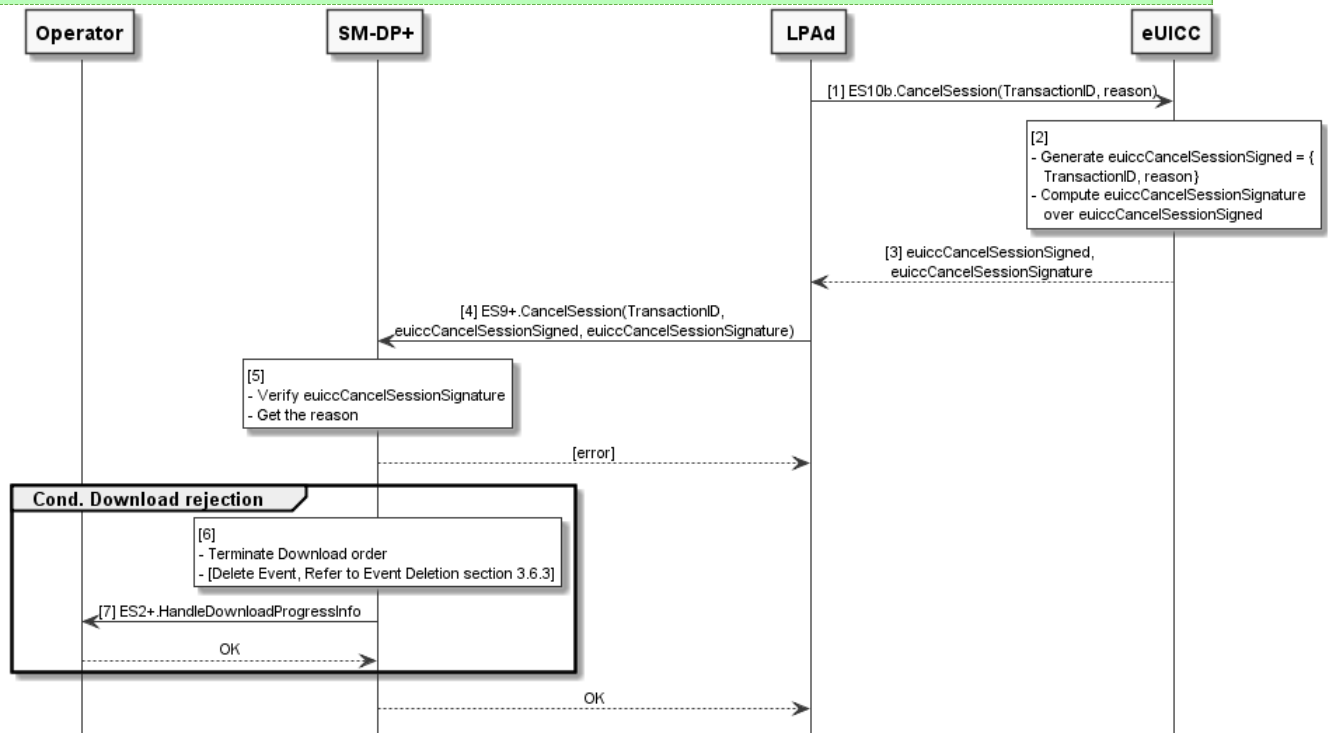 Operator
SM-DP+
LPAd
eUICC
[1] ES10b.CancelSession(TransactionID, reason)
[2]
- Generate euiccCancelSessionSigned = {
TransactionID, reason}
- Compute euiccCancelSessionSignature
over euiccCancelSessionSigned
[3] euiccCancelSessionSigned,
euiccCancelSessionSignature
[4] ES9+.CancelSession(TransactionID,
euiccCancelSessionSigned, euiccCancelSessionSignature)
[5]
- Verify euiccCancelSessionSignature
- Get the reason
[error]
Cond. Download rejection
[6]
- Terminate Download order
- [Delete Event, Refer to Event Deletion section 3.6.3]
[7] ES2+.HandleDownloadProgressInfo
OK
OK